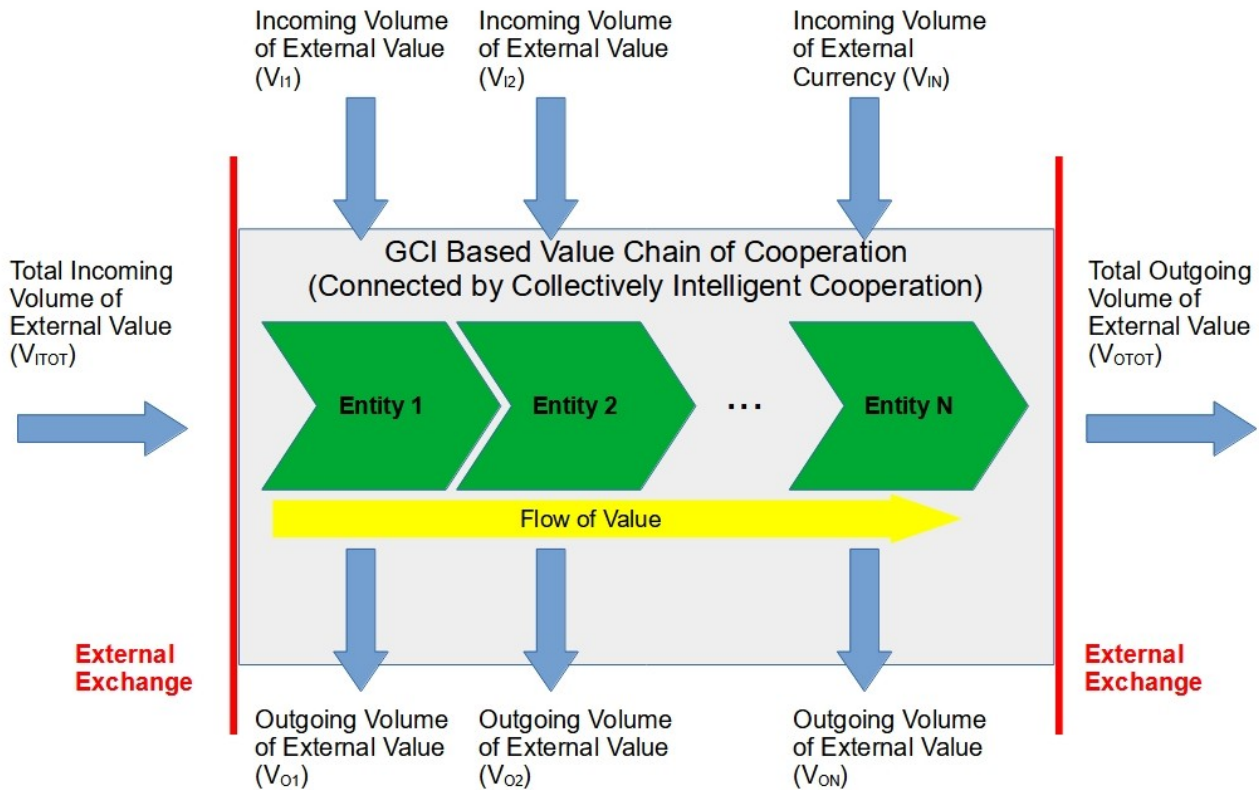 Incoming Volume
of External Value
(VI1)
Incoming Volume
of External Value
(VI2)
Incoming Volume
of External
Currency (VIN)
GCI Based Value Chain of Cooperation
(Connected by Collectively Intelligent Cooperation)
Total Incoming
Volume of
External Value
(VITOT)
Total Outgoing
Volume of
External Value
(VOTOT)
Entity 1
Entity 2
...
Entity N
Flow of Value
External
Exchange
External
Exchange
Outgoing Volume
of External Value
(VO1)
Outgoing Volume
of External Value
(VO2)
Outgoing Volume
of External Value
(VON)